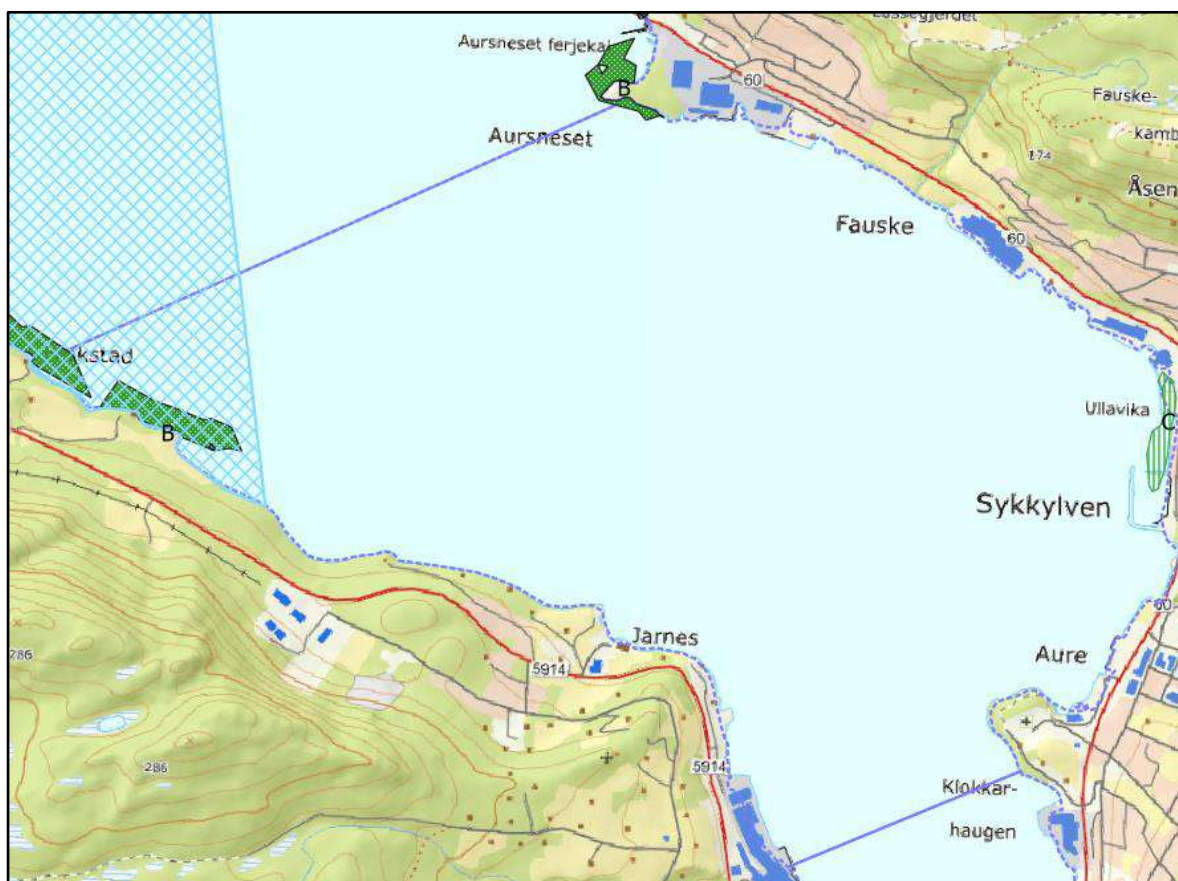 Aursneset ferjekai
B
60
Fauske-
kamb
174
Åsen
Aursneset
Fauske
60
kstad
B
Ullavika
C
Sykkylven
60
Jarnes
5914
Aure
286
286
5914
Klokkar-
haugen